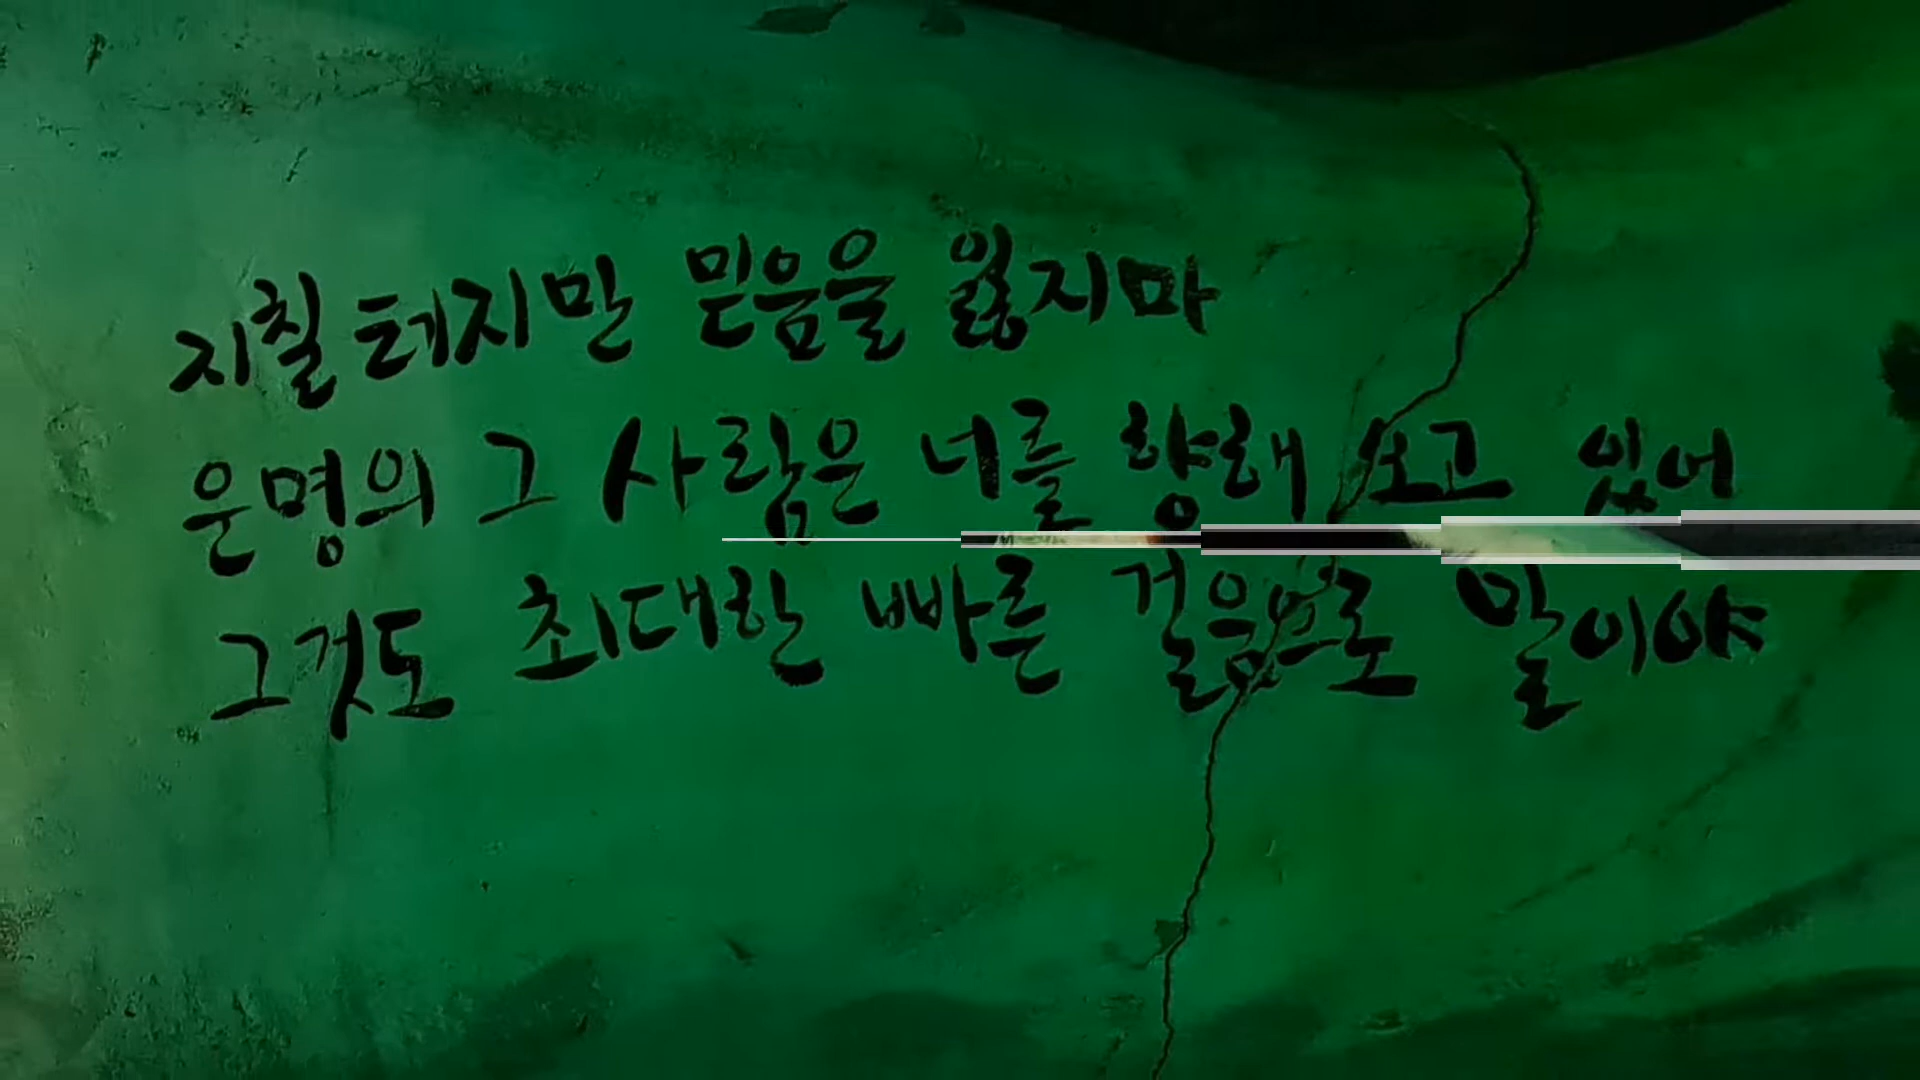 지칠테지만 믿음을 잃지마
운명의 그 사람은 너를 향해 오고 있어
그것도 최대한 빠른 걸음으로 말이야